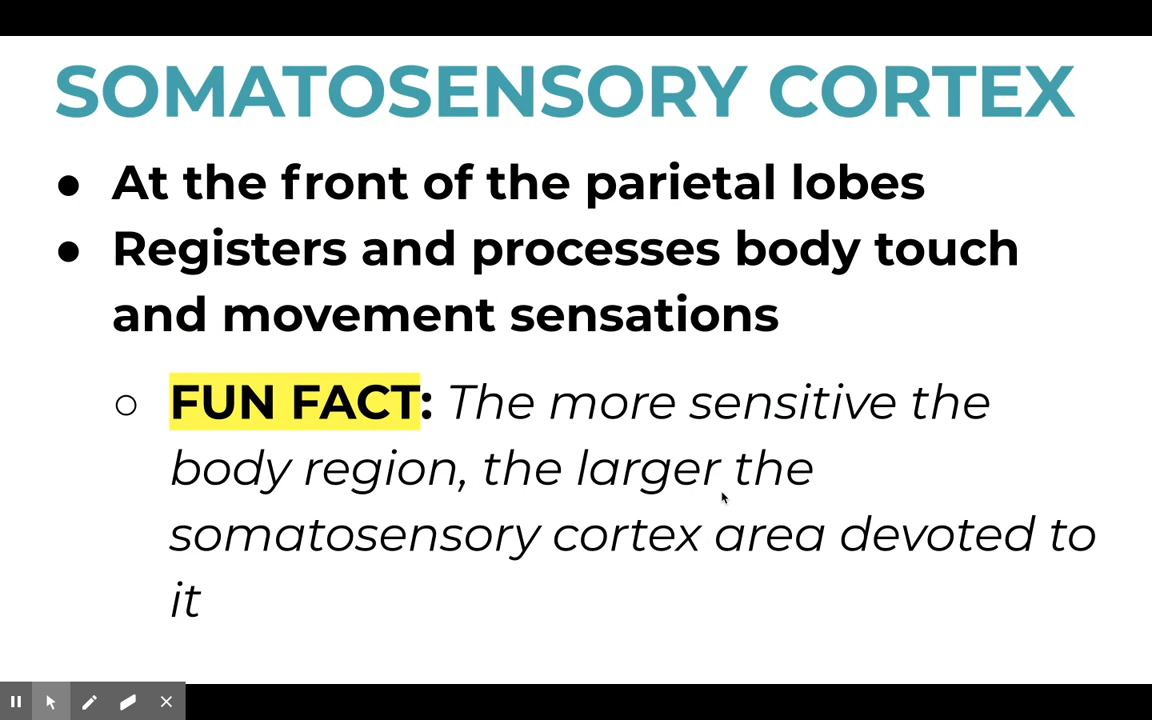 SOMATOSENSORY CORTEX
● At the front of the parietal lobes
● Registers and processes body touch
and movement sensations
○ FUN FACT: The more sensitive the
body region, the larger the
somatosensory cortex area devoted to
it